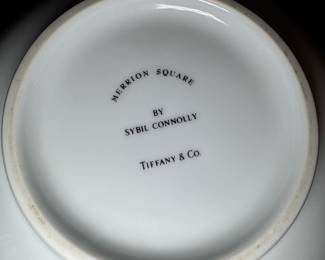 MERRION SQUARE
BY
SYBIL CONNOLLY
TIFFANY & CO.